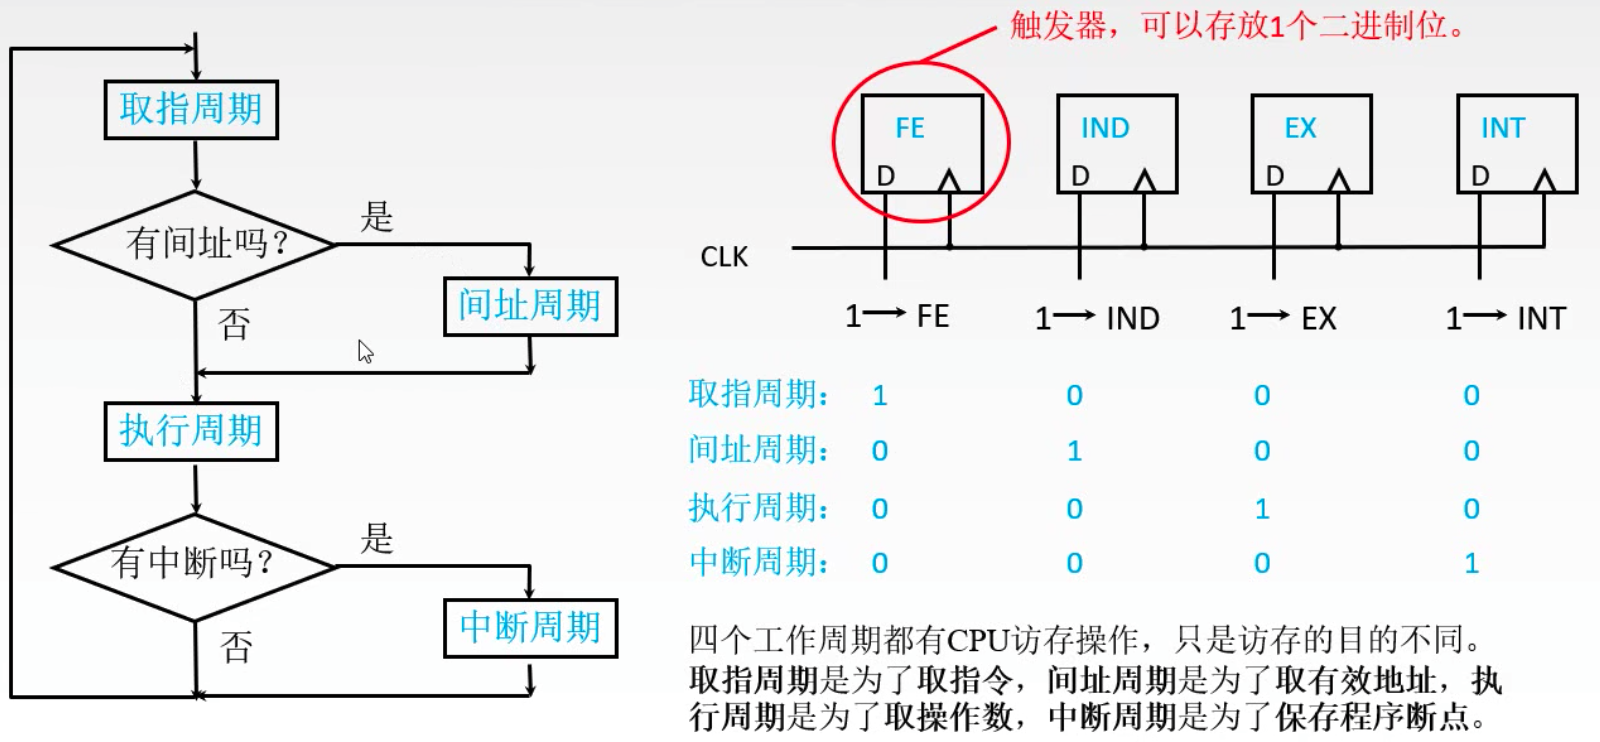 取指周期
有间址吗？
是
间址周期
否
执行周期
有中断吗？
是
中断周期
否
触发器，可以存放1个二进制位。
FE
IND
EX
INT
D
D
D
D
CLK
1→ FE
1→ IND
1→ EX
1→ INT
取指周期： 1 0 0 0
间址周期： 0 1 0 0
执行周期： 0 0 1 0
中断周期： 0 0 0 1
四个工作周期都有CPU访存操作，只是访存的目的不同。
取指周期是为了取指令，间址周期是为了取有效地址，执
行周期是为了取操作数，中断周期是为了保存程序断点。